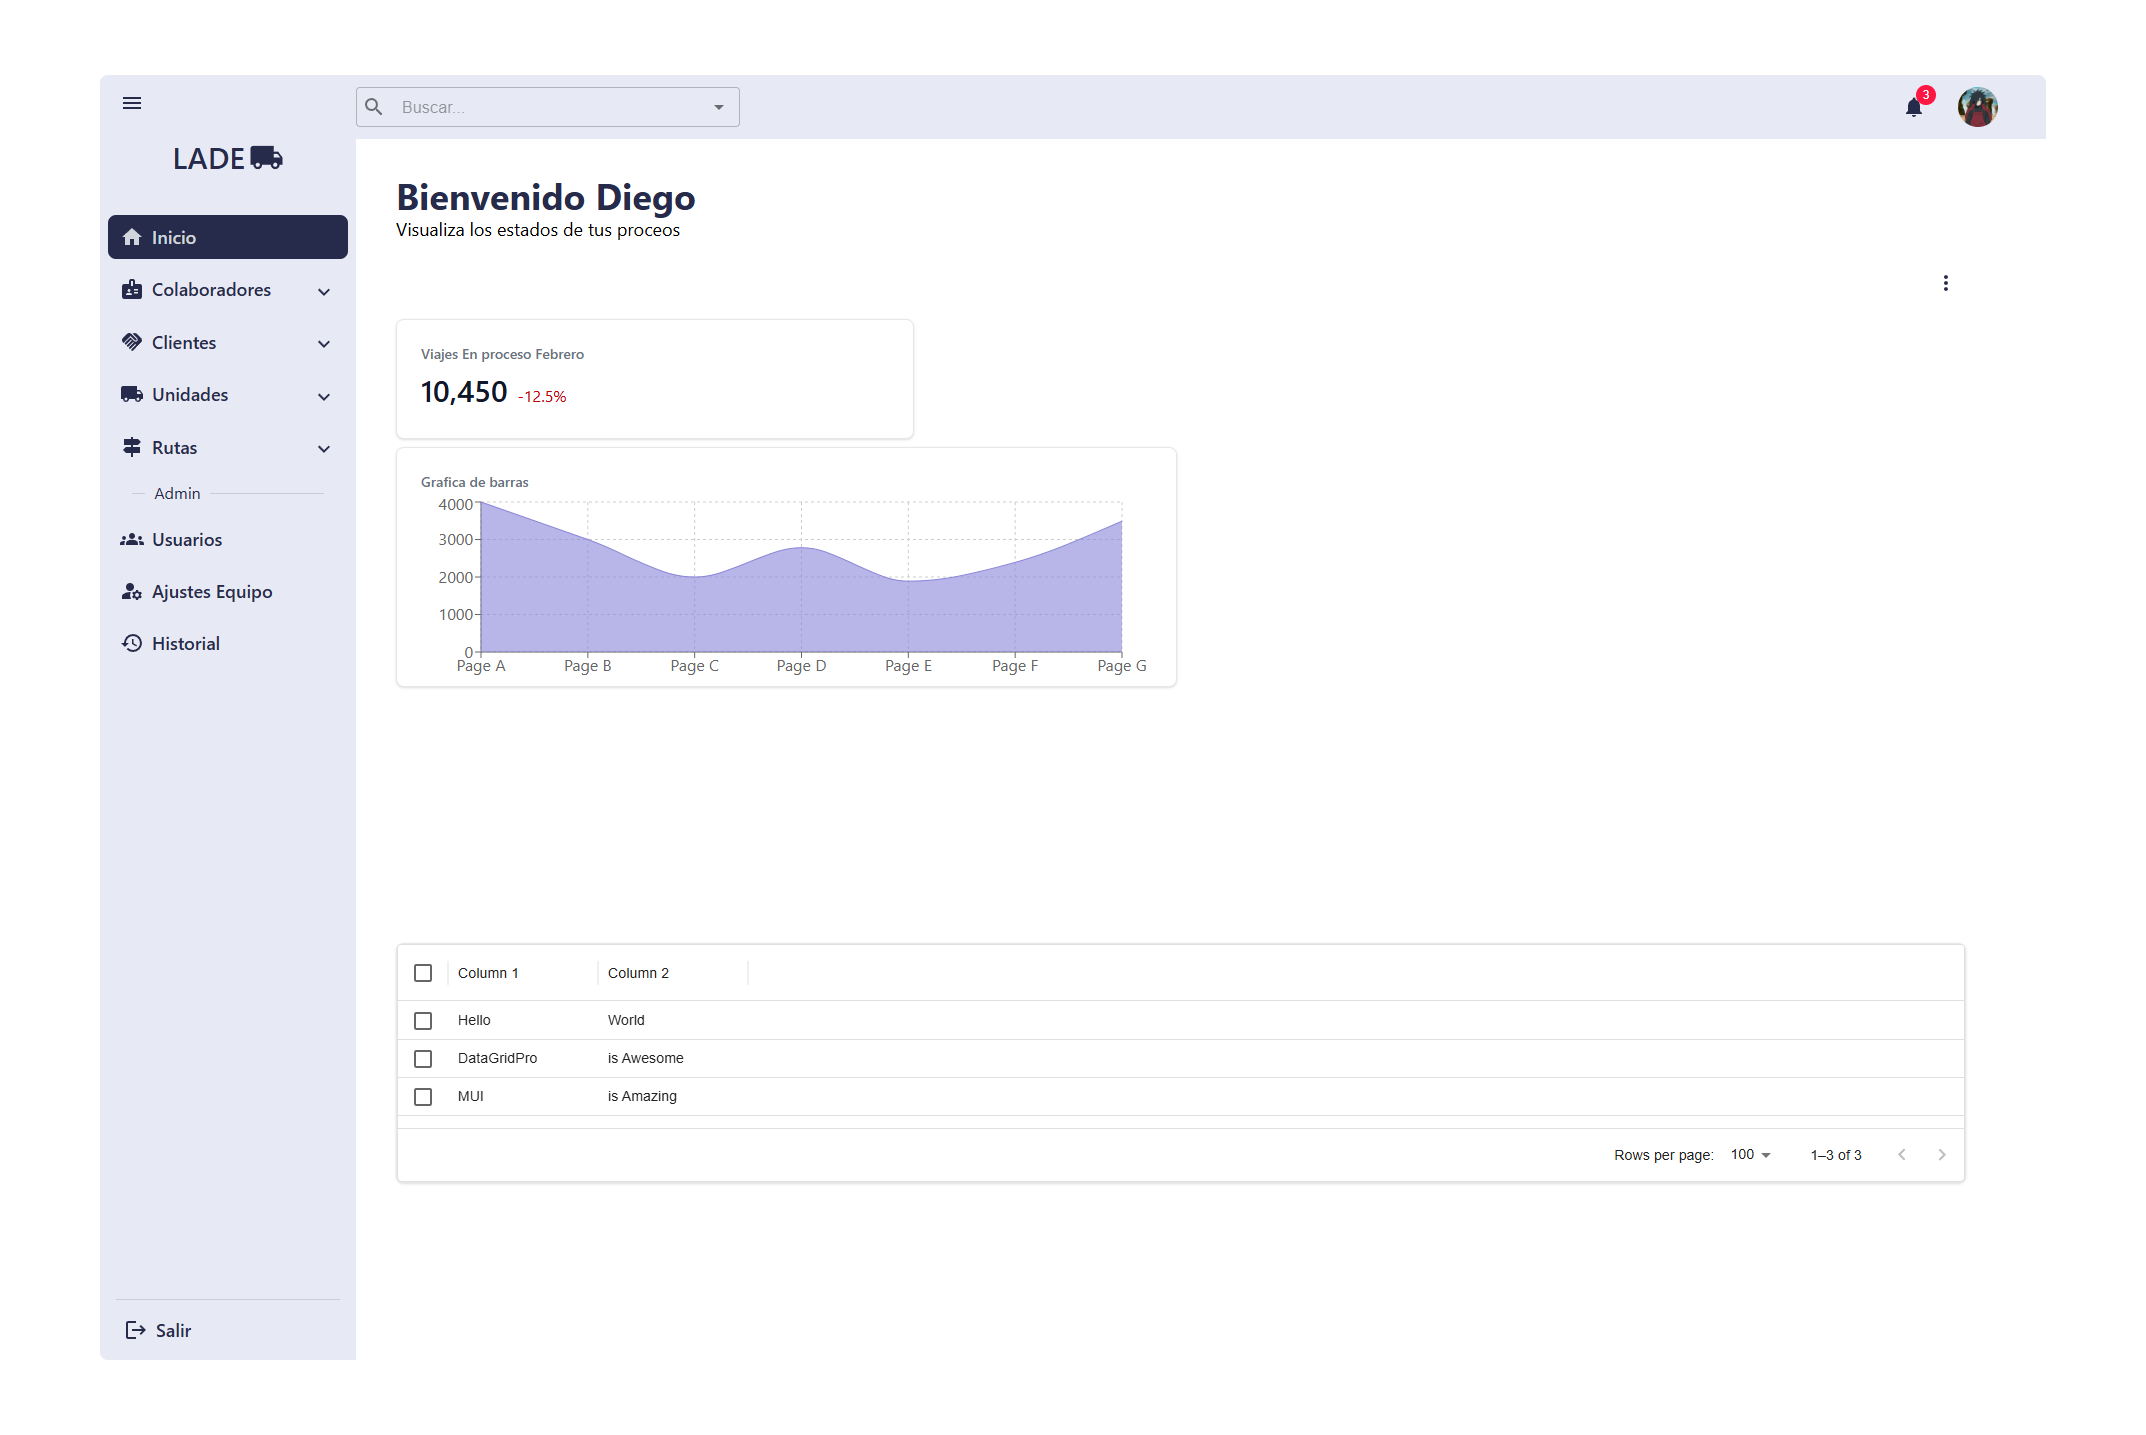 Buscar...
3
LADE
Inicio
Colaboradores
Clientes
Unidades
Rutas
Admin
Usuarios
Ajustes Equipo
Historial
Salir
Bienvenido Diego
Visualiza los estados de tus proceos
Viajes En proceso Febrero
10,450 -12.5%
Grafica de barras
4000
3000
2000
1000
0
Page A Page B Page C Page D Page E Page F Page G
Column 1 Column 2
Hello World
DataGridPro is Awesome
MUI is Amazing
Rows per page: 100 1–3 of 3